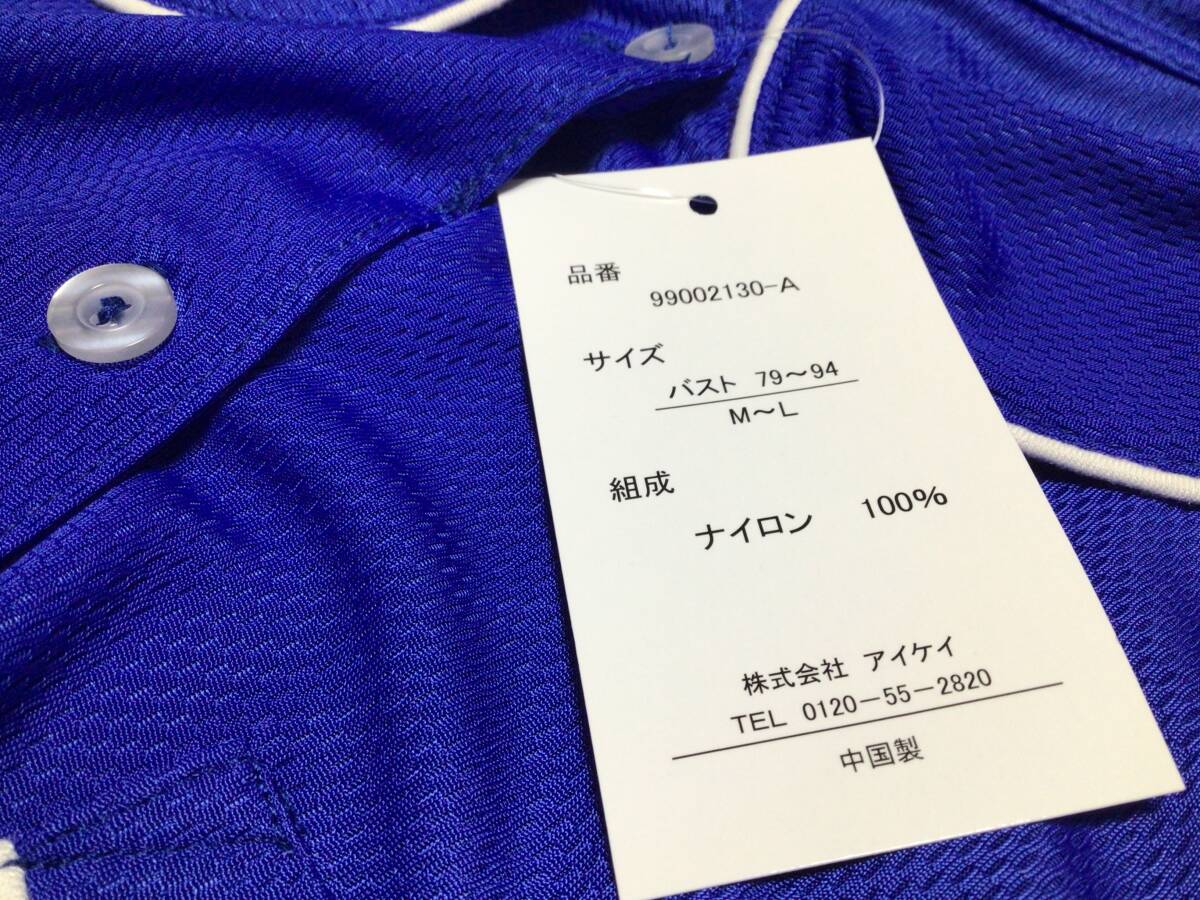 品番
99002130-A
サイズ
バスト 79～94
M～L
組成
ナイロン 100%
株式会社 アイケイ
TEL 0120-55-2820
中国製